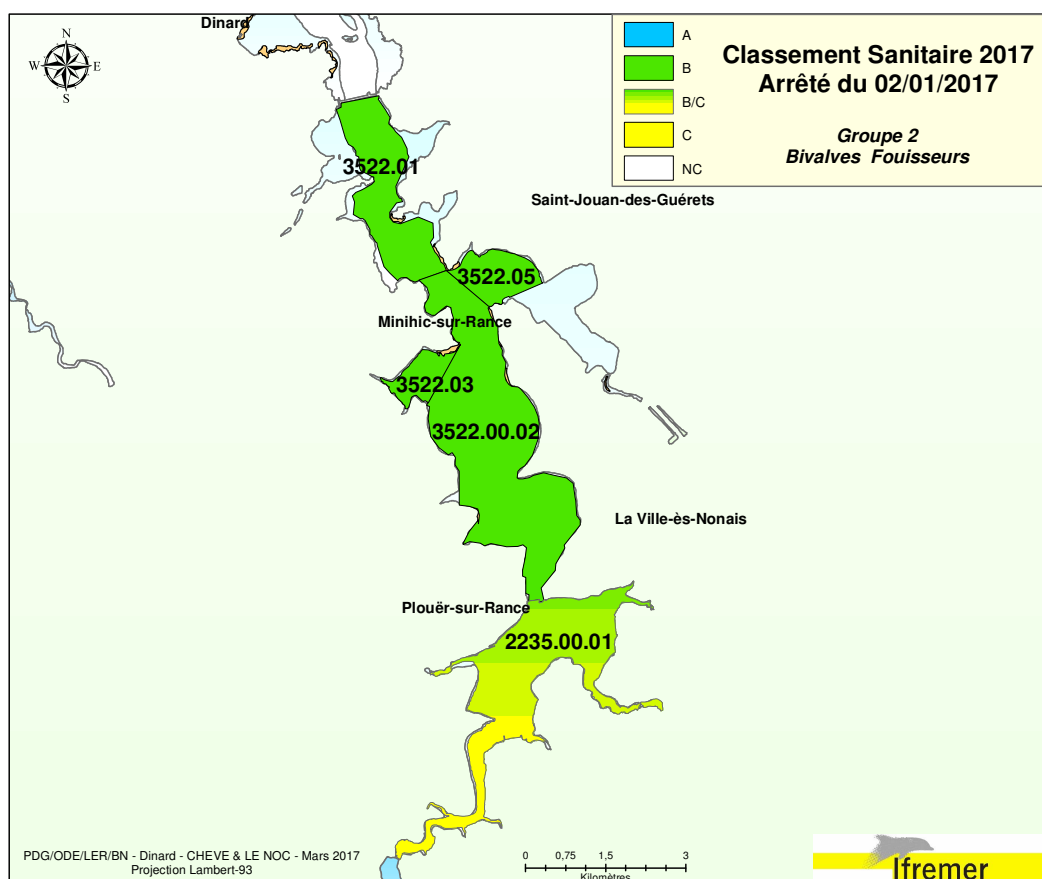 Dinard
N
W E
S
A
B
B/C
C
NC
Classement Sanitaire 2017
Arrêté du 02/01/2017
Groupe 2
Bivalves Fouisseurs
3522.01
Saint-Jouan-des-Guérets
3522.05
Minihic-sur-Rance
3522.03
3522.00.02
La Ville-ès-Nonais
Plouër-sur-Rance
2235.00.01
PDG/ODE/LER/BN - Dinard - CHEVE & LE NOC - Mars 2017
Projection Lambert-93
0 0,75 1,5 3
Kilomètres
Ifremer